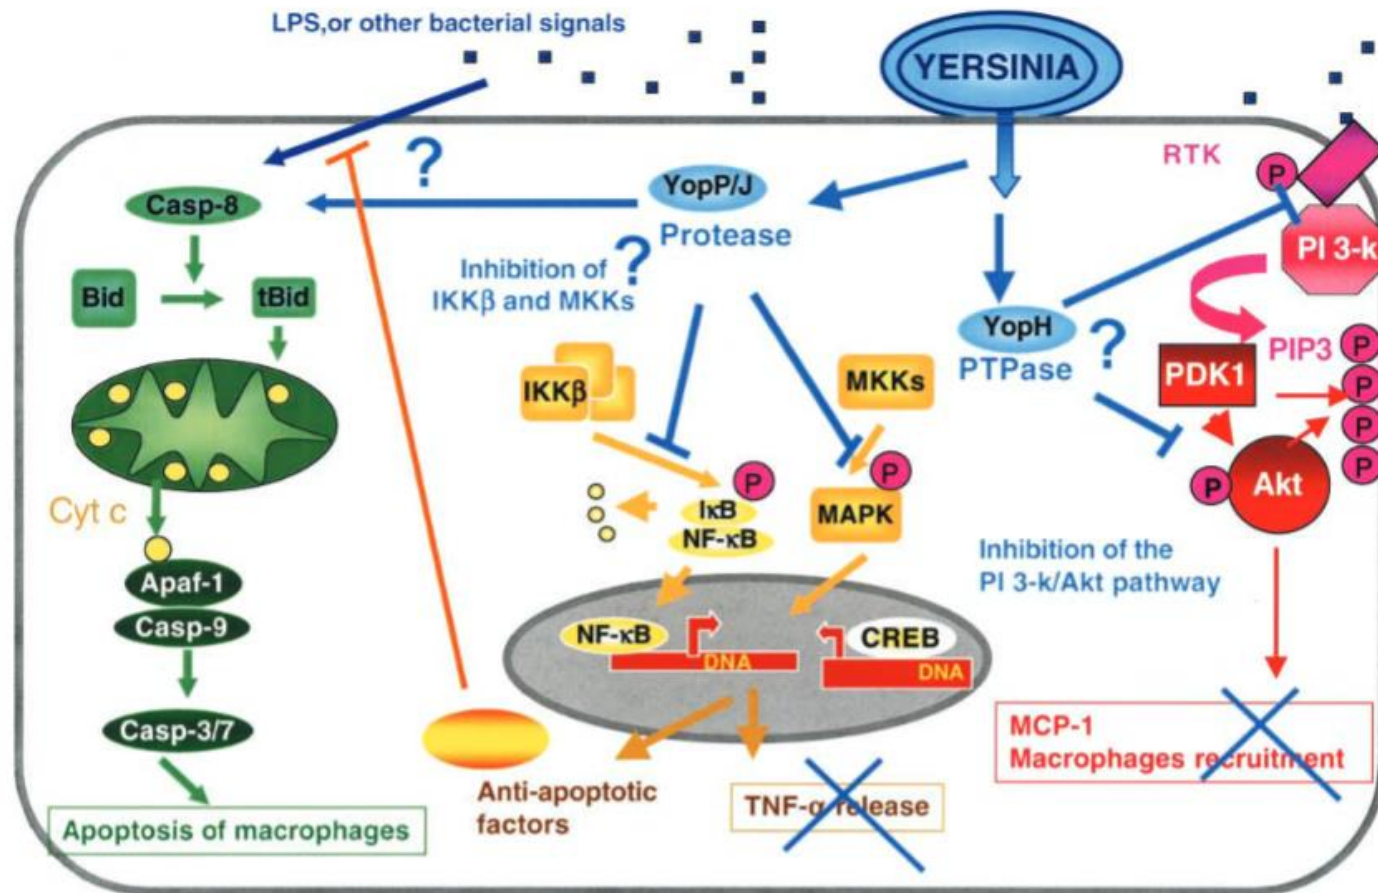 LPS,or other bacterial signals
YERSINIA
?
RTK
P
YopP/J
Protease
Casp-8
PI 3-k
?
Inhibition of
IKKβ and MKKs
Bid
tBid
YopH
PTPase
?
PIP3
P
PDK1
P
P
P
IKKβ
MKKs
P
P
P
Akt
Cyt c
IκB
NF-κB
MAPK
Inhibition of the
PI 3-k/Akt pathway
Apaf-1
Casp-9
NF-κB
DNA
CREB
DNA
Casp-3/7
MCP-1
Macrophages recruitment
Anti-apoptotic
factors
TNF-α release
Apoptosis of macrophages